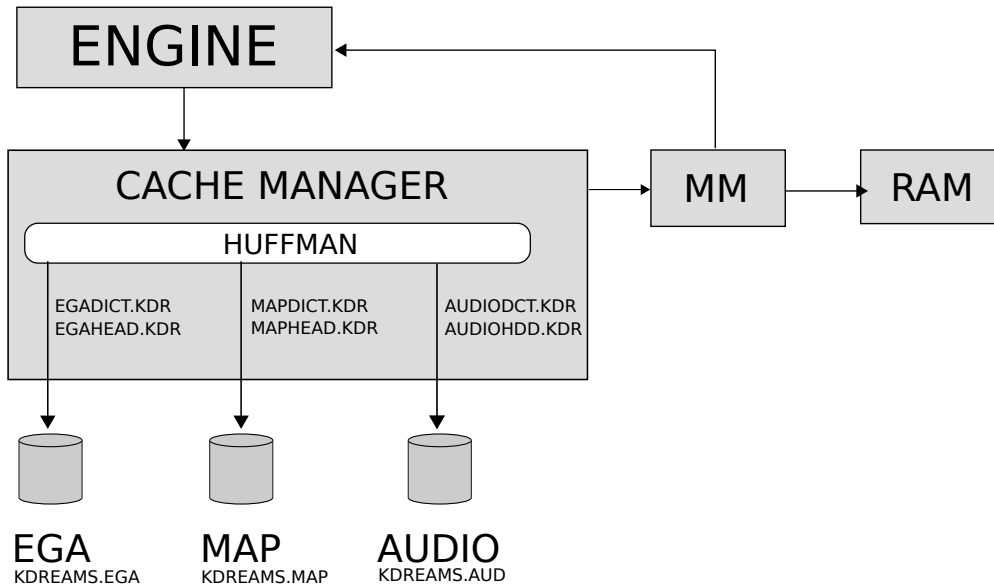 ENGINE
CACHE MANAGER
MM
RAM
HUFFMAN
EGADICT.KDR
EGAHEAD.KDR
MAPDICT.KDR
MAPHEAD.KDR
AUDIODCT.KDR
AUDIOHDD.KDR
EGA
KDREAMS.EGA
MAP
KDREAMS.MAP
AUDIO
KDREAMS.AUD